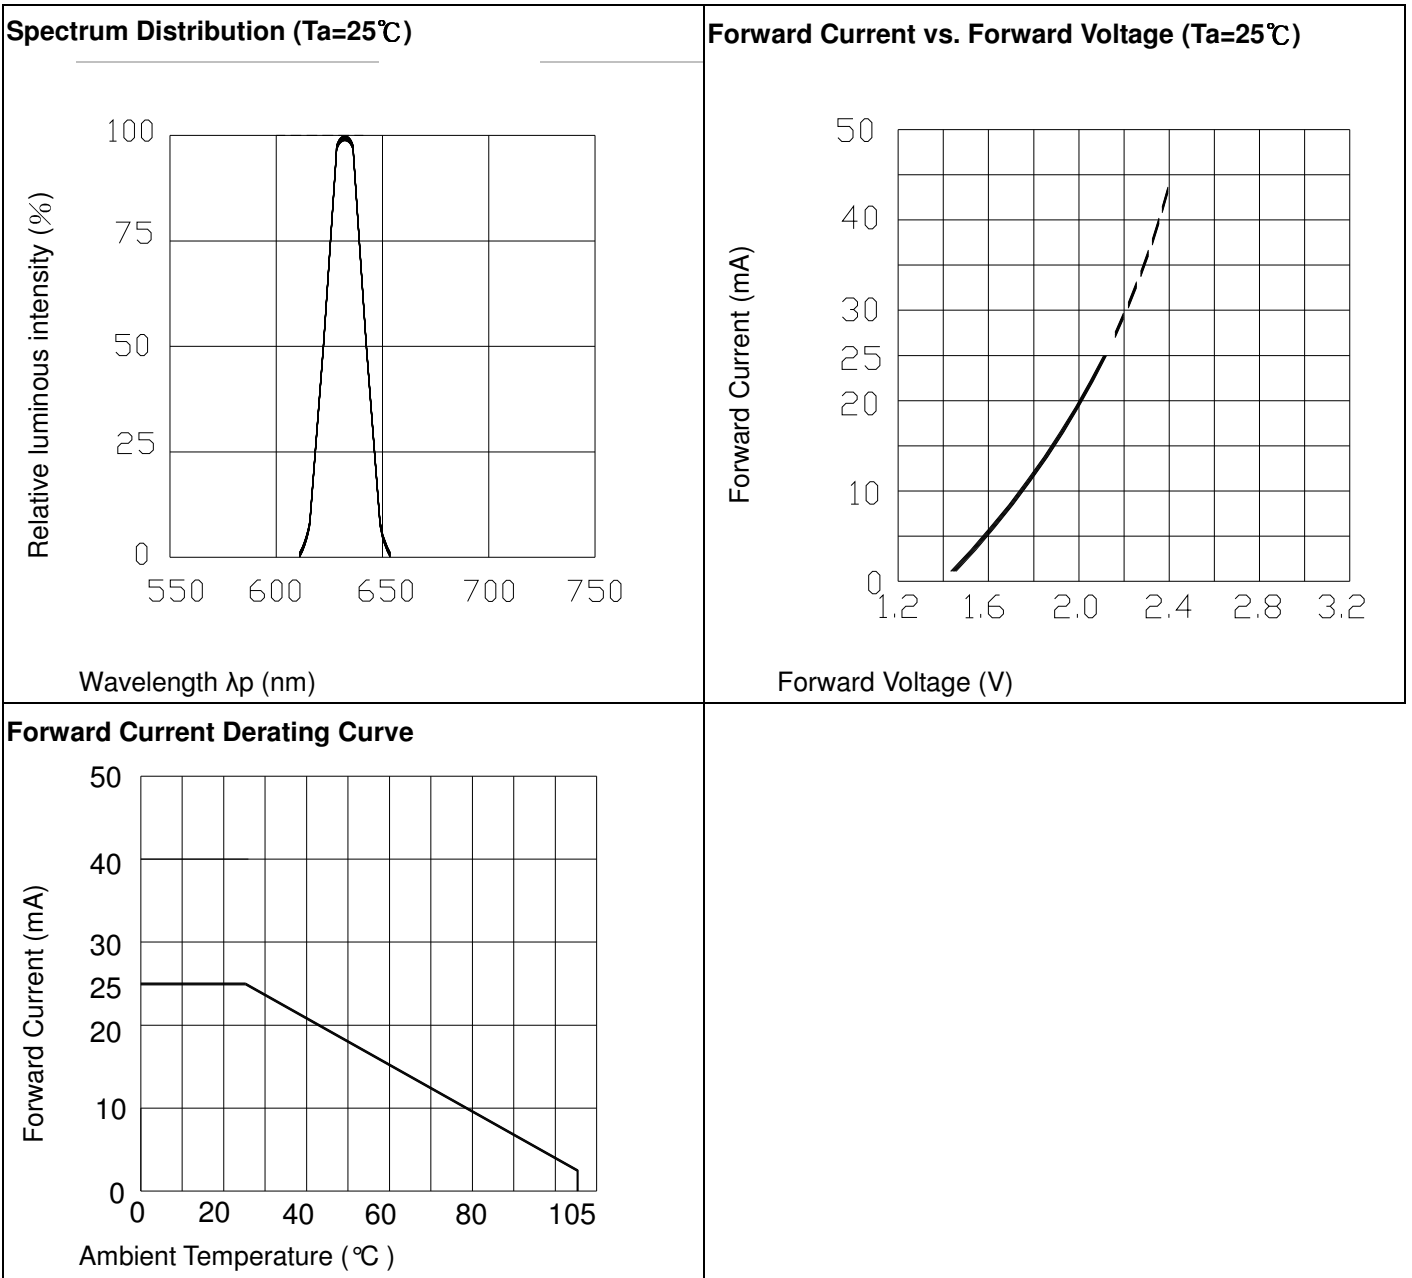 Spectrum Distribution (Ta=25℃)
Relative luminous intensity (%)
100
75
50
25
0
550 600 650 700 750
Wavelength λp (nm)
Forward Current vs. Forward Voltage (Ta=25℃)
Forward Current (mA)
50
40
30
25
20
10
0
1.2 1.6 2.0 2.4 2.8 3.2
Forward Voltage (V)
Forward Current Derating Curve
Forward Current (mA)
50
40
30
25
20
10
0
0 20 40 60 80 105
Ambient Temperature ( ℃ )